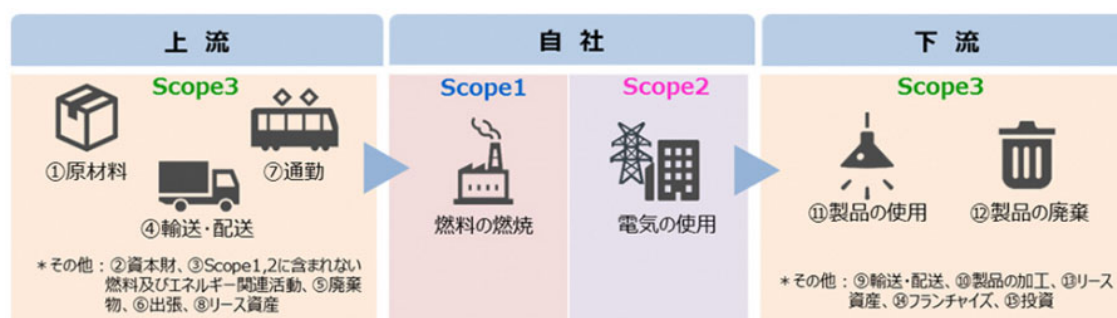 上流
自社
下流
Scope3
①原材料
⑦通勤
④輸送・配送
＊その他：②資本財、③Scope1,2に含まれない
燃料及びエネルギー関連活動、⑤廃棄
物、⑥出張、⑧リース資産
Scope1
燃料の燃焼
Scope2
電気の使用
Scope3
⑪製品の使用
⑫製品の廃棄
＊その他：⑨輸送・配送、⑩製品の加工、⑬リース
資産、⑭フランチャイズ、⑮投資